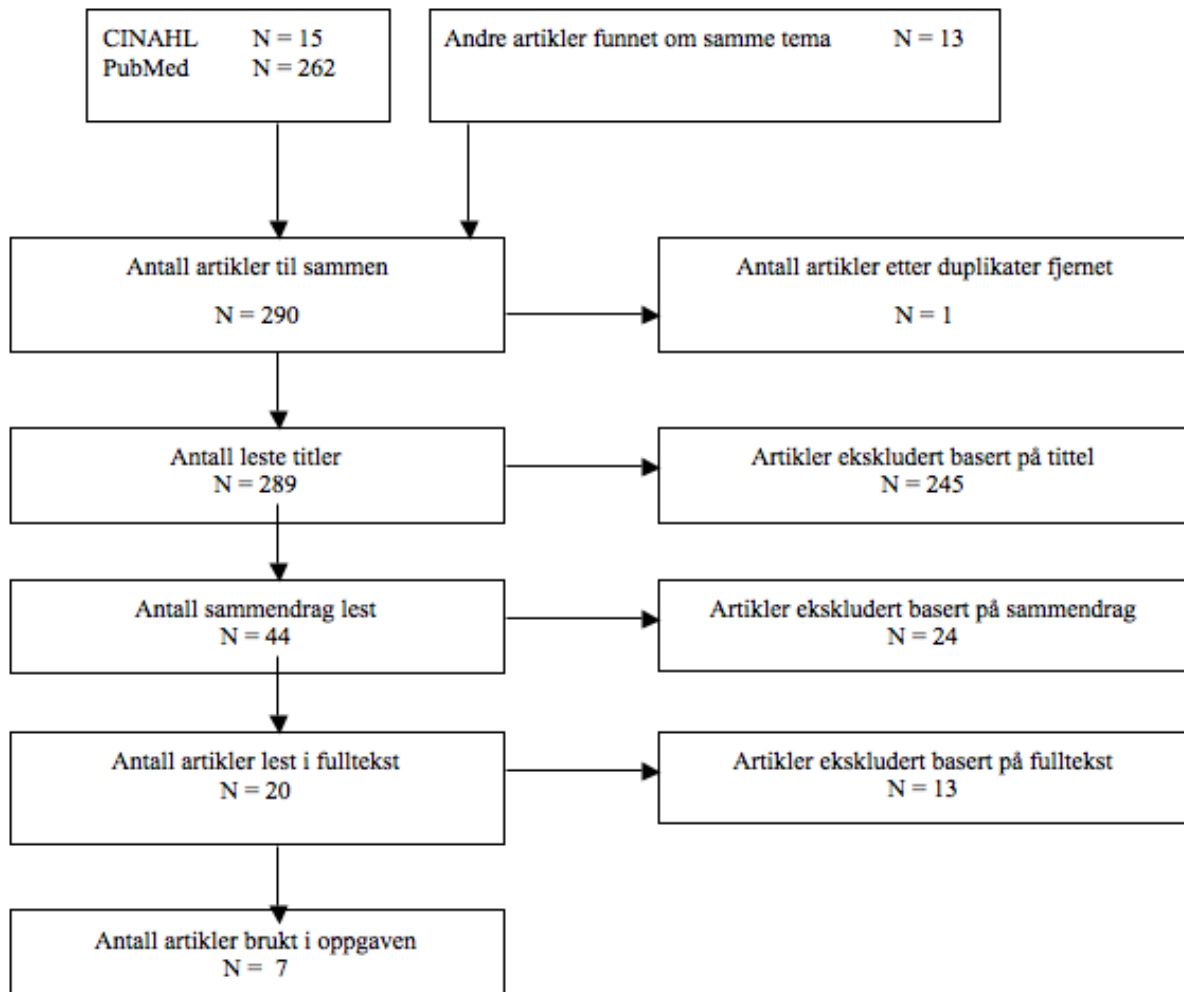 CINAHL N = 15
PubMed N = 262
Andre artikler funnet om samme tema N = 13
Antall artikler til sammen
N = 290
Antall artikler etter duplikater fjernet
N = 1
Antall leste titler
N = 289
Artikler ekskludert basert på tittel
N = 245
Antall sammendrag lest
N = 44
Artikler ekskludert basert på sammendrag
N = 24
Antall artikler lest i fulltekst
N = 20
Artikler ekskludert basert på fulltekst
N = 13
Antall artikler brukt i oppgaven
N = 7